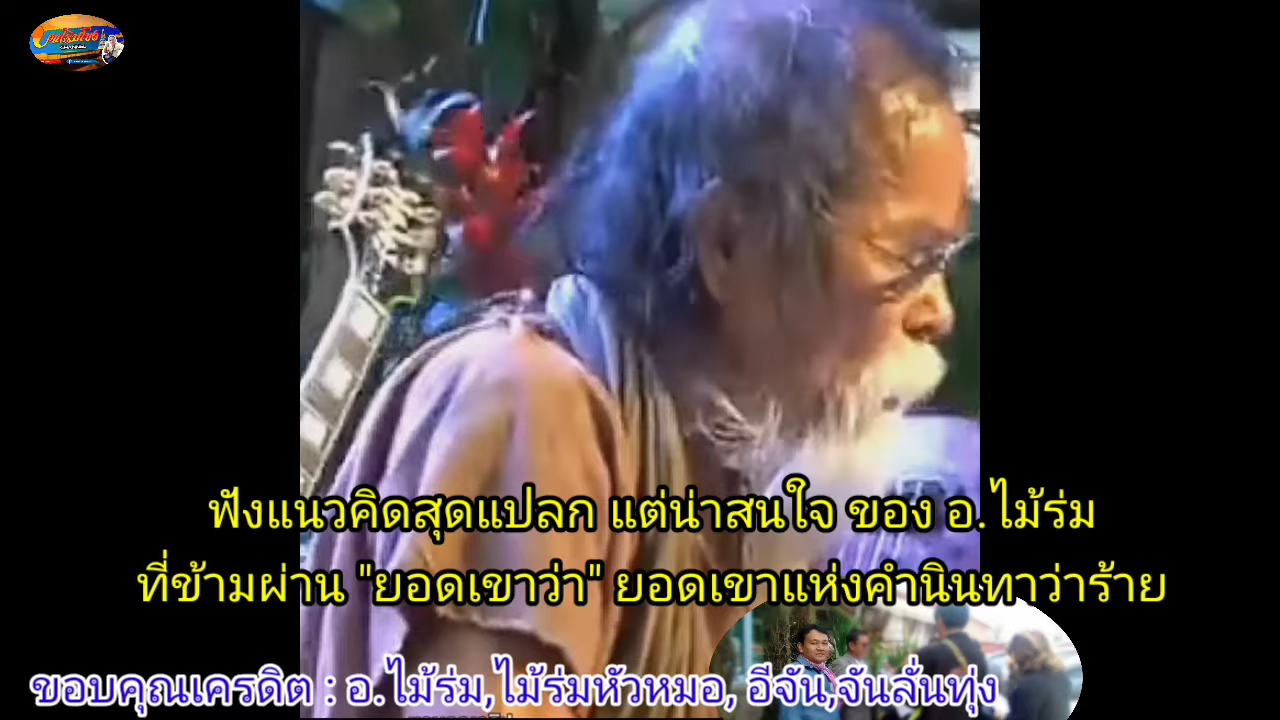 ฟังแนวคิดสุดแปลก แต่น่าสนใจ ของ อ.ไม้ร่ม
ที่ข้ามผ่าน "ยอดเขาว่า" ยอดเขาแห่งคำนินทาว่าร้าย
ขอบคุณเครดิต : อ.ไม้ร่ม,ไม้ร่มหัวหมอ, อีจัน,จันลั่นทุ่ง